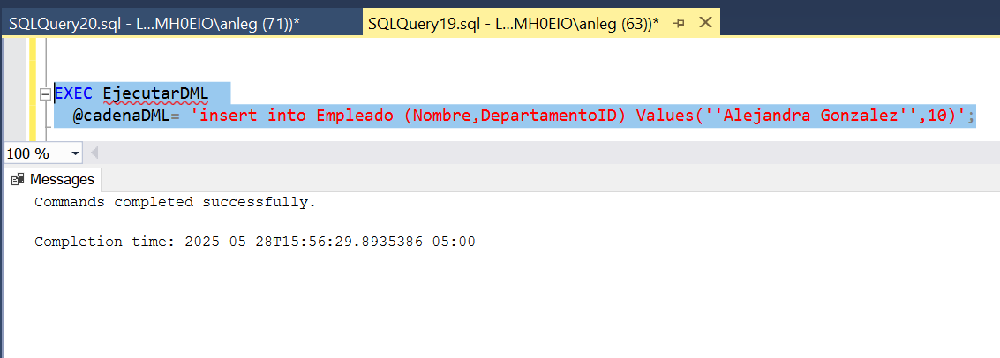 SQLQuery20.sql - L...MH0EIO\anleg (71))*
SQLQuery19.sql - L...MH0EIO\anleg (63))*
EXEC EjecutarDML
@cadenaDML= 'insert into Empleado (Nombre,DepartamentoID) Values(''Alejandra Gonzalez'',10)';
100 %
Messages
Commands completed successfully.
Completion time: 2025-05-28T15:56:29.8935386-05:00